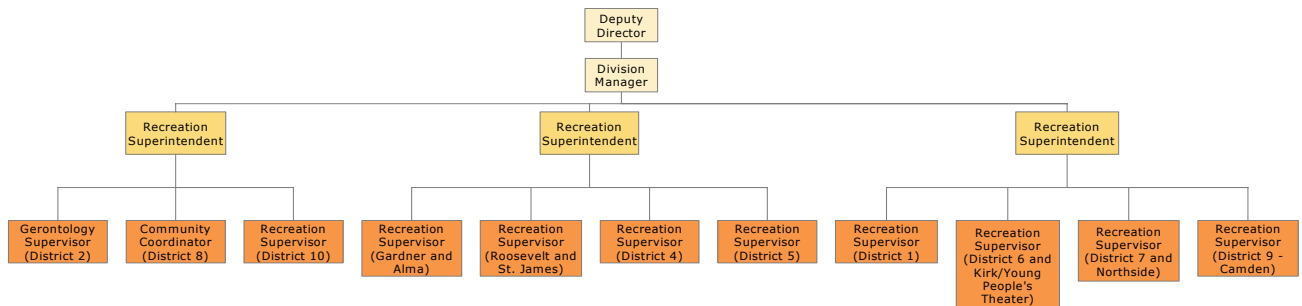 Deputy
Director
Division
Manager
Recreation
Superintendent
Recreation
Superintendent
Recreation
Superintendent
Gerontology
Supervisor
(District 2)
Community
Coordinator
(District 8)
Recreation
Supervisor
(District 10)
Recreation
Supervisor
(Gardner and
Alma)
Recreation
Supervisor
(Roosevelt and
St. James)
Recreation
Supervisor
(District 4)
Recreation
Supervisor
(District 5)
Recreation
Supervisor
(District 1)
Recreation
Supervisor
(District 6 and
Kirk/Young
People's
Theater)
Recreation
Supervisor
(District 7 and
Northside)
Recreation
Supervisor
(District 9 -
Camden)